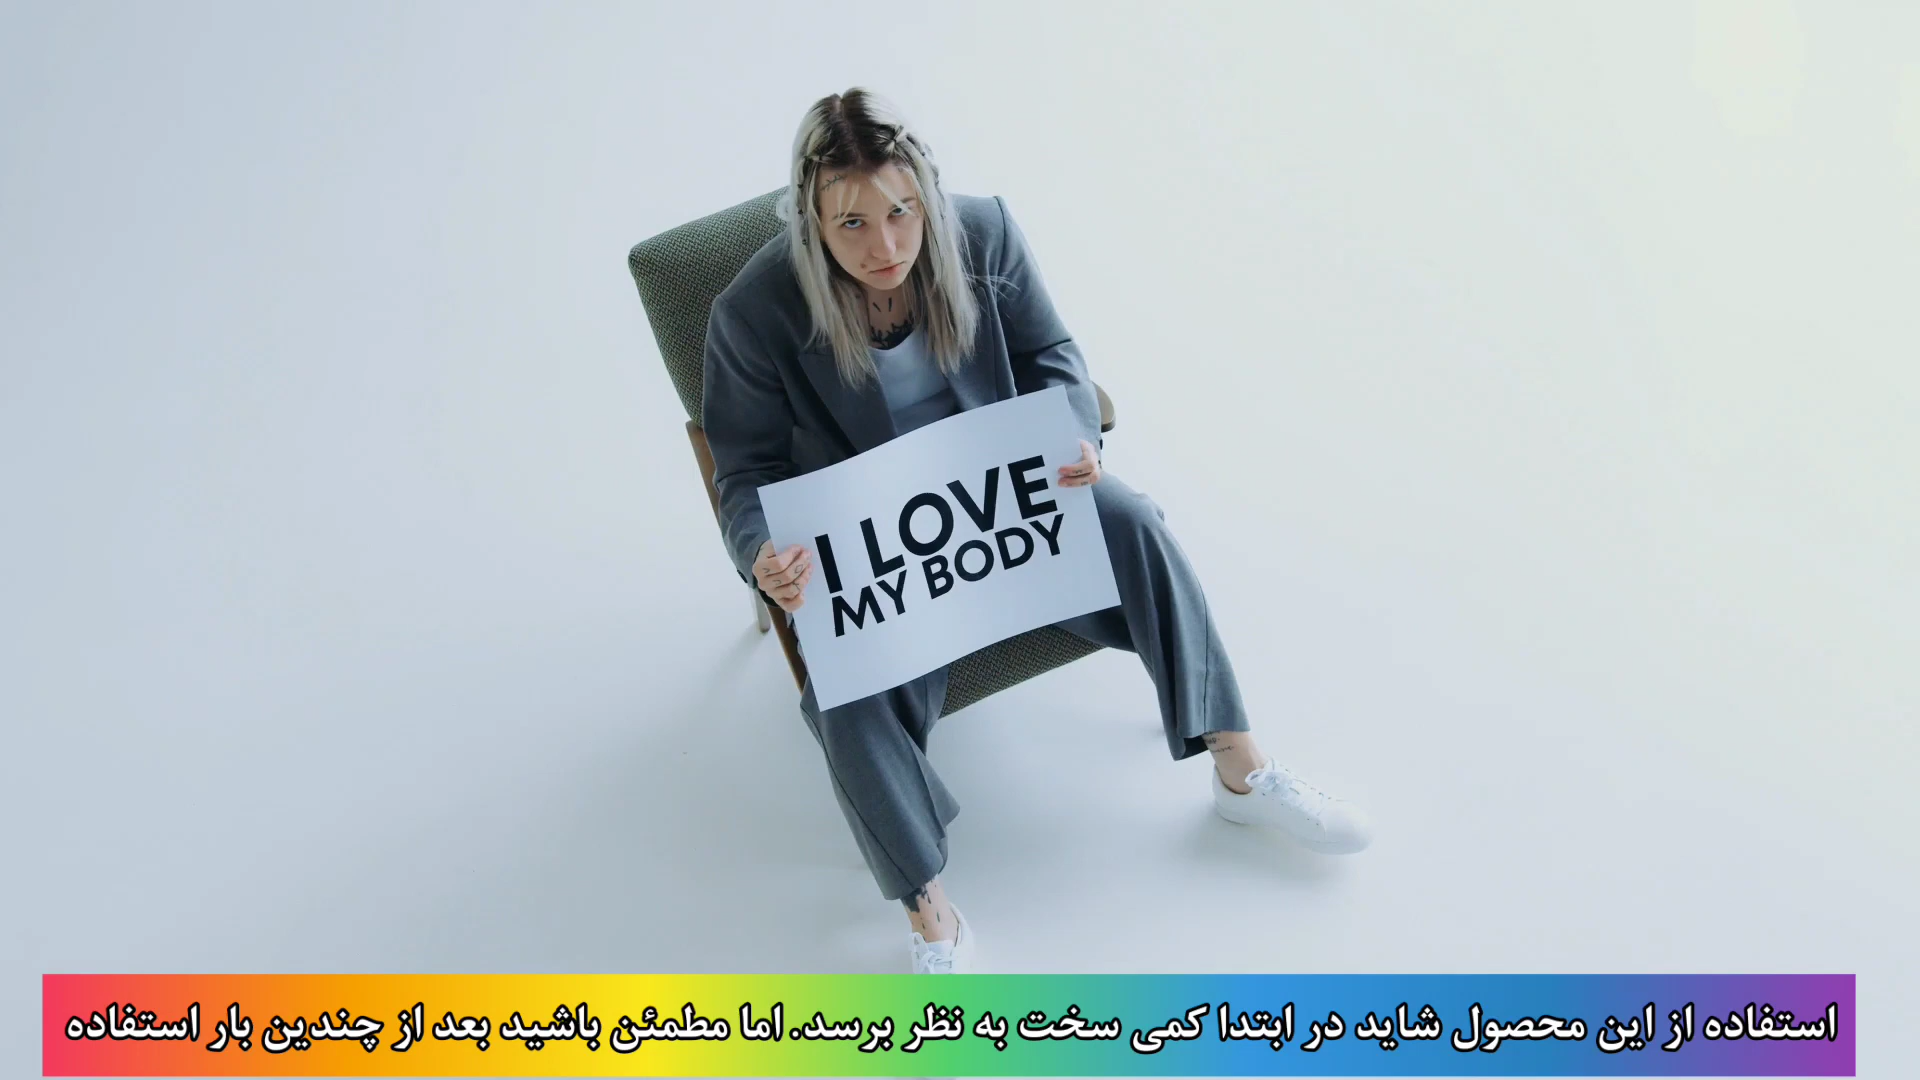 I LOVE
MY BODY
استفاده از این محصول شاید در ابتدا کمی سخت به نظر برسد. اما مطمئن باشید بعد از چندین بار استفاده